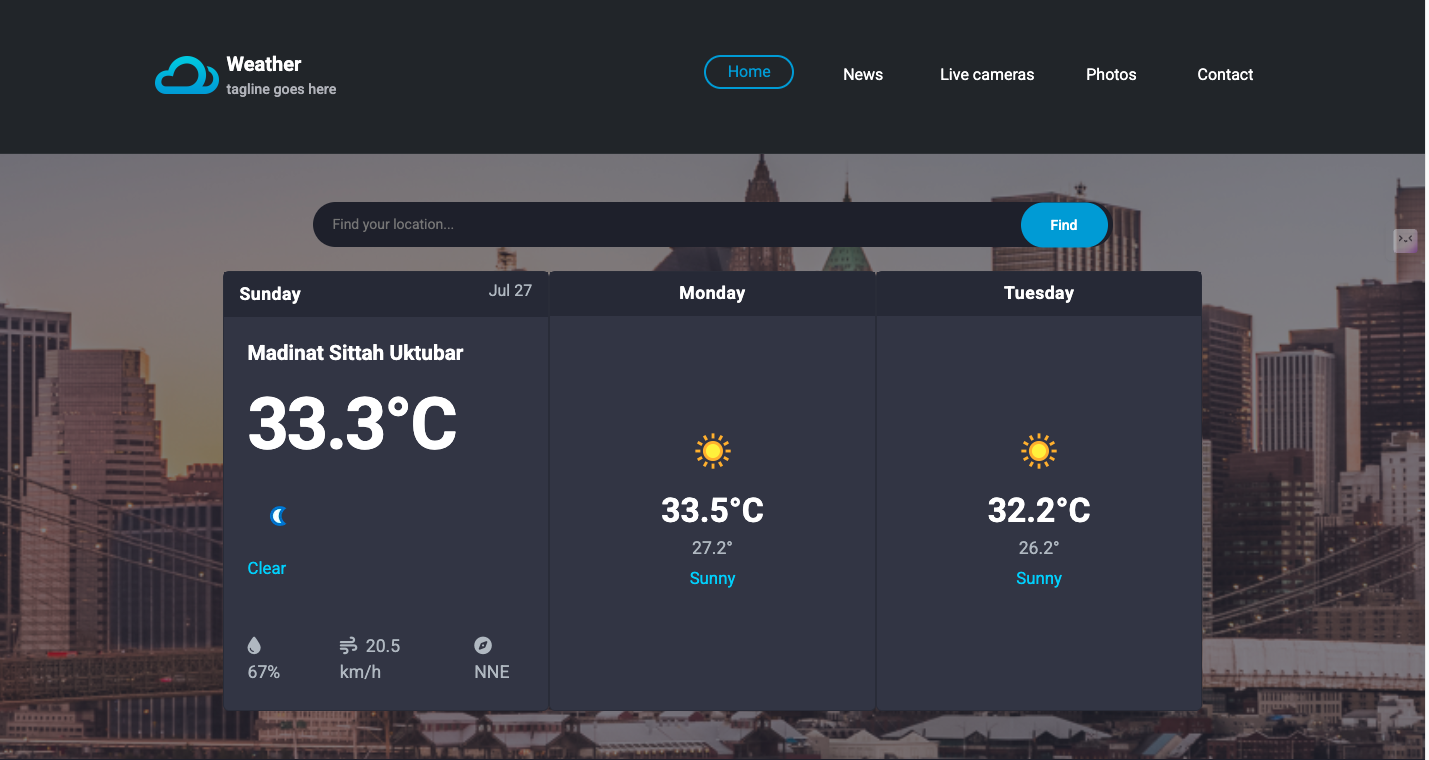 Weather
tagline goes here
Home
News
Live cameras
Photos
Contact
Find your location...
Find
Sunday
Jul 27
Madinat Sittah Uktubar
33.3°C
Clear
67%
20.5
km/h
NNE
Monday
33.5°C
27.2°
Sunny
Tuesday
32.2°C
26.2°
Sunny